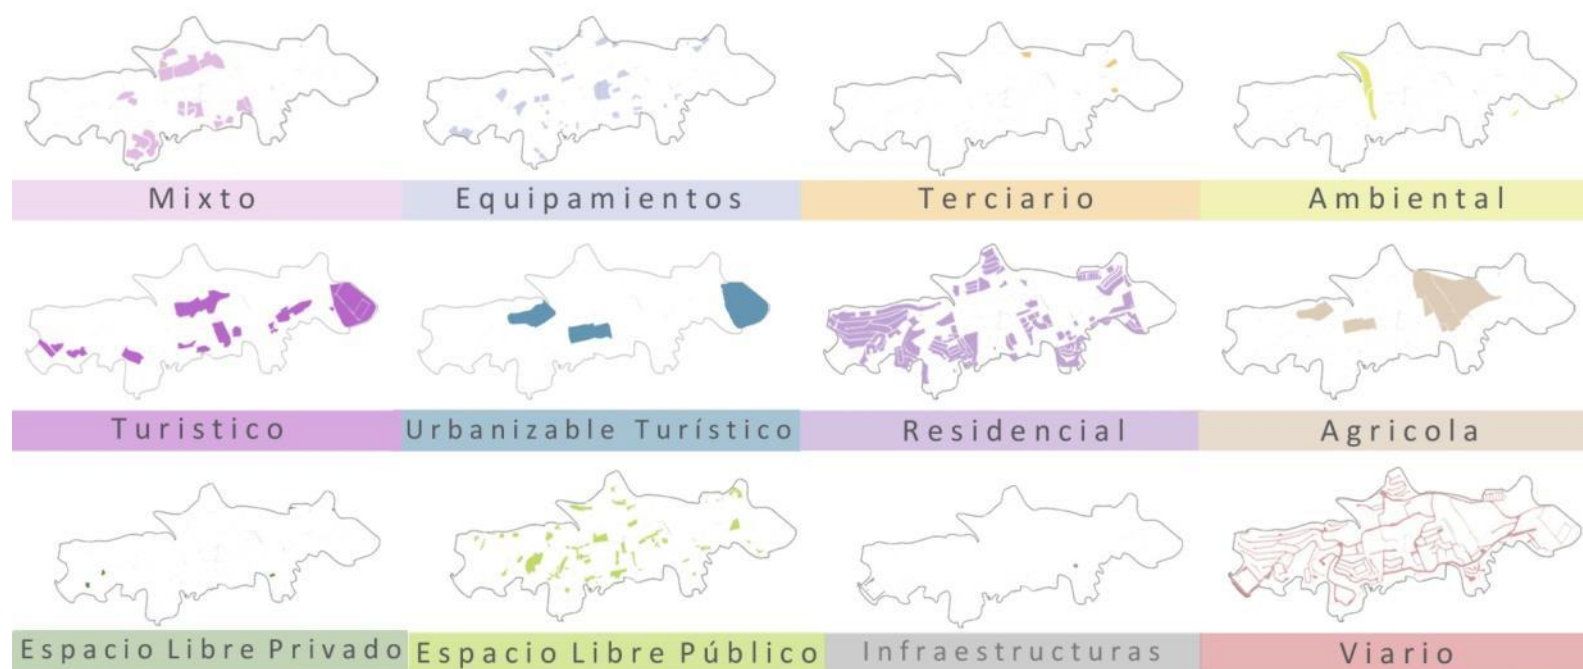 Mixto
Equipamientos
Terciario
Ambiental
Turistico
Urbanizable Turístico
Residencial
Agricola
Espacio Libre Privado
Espacio Libre Público
Infraestructuras
Viario